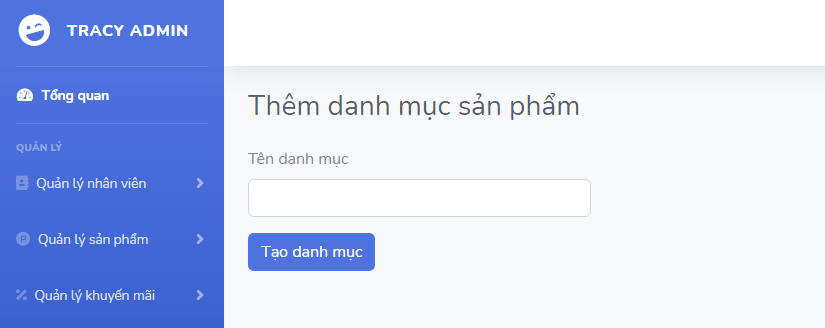 TRACY ADMIN
Tổng quan
QUẢN LÝ
Quản lý nhân viên
Quản lý sản phẩm
Quản lý khuyến mãi
Thêm danh mục sản phẩm
Tên danh mục
Tạo danh mục